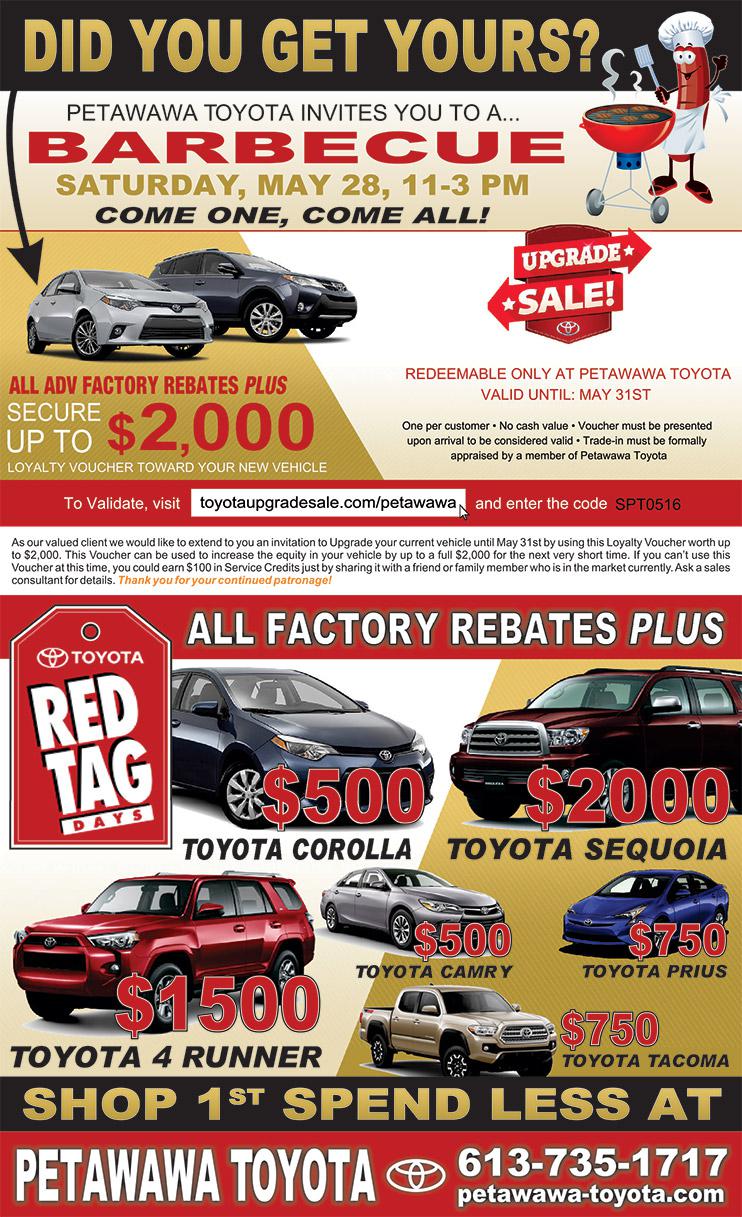 DID YOU GET YOURS?
PETAWAWA TOYOTA INVITES YOU TO A...
BARBECUE
SATURDAY, MAY 28, 11-3 PM
COME ONE, COME ALL!
UPGRADE
SALE!
ALL ADV FACTORY REBATES PLUS
SECURE
UP TO $2,000
LOYALTY VOUCHER TOWARD YOUR NEW VEHICLE
REDEEMABLE ONLY AT PETAWAWA TOYOTA
VALID UNTIL: MAY 31ST
One per customer • No cash value • Voucher must be presented
upon arrival to be considered valid • Trade-in must be formally
appraised by a member of Petawawa Toyota
To Validate, visit toyotaupgradesale.com/petawawa and enter the code SPT0516
As our valued client we would like to extend to you an invitation to Upgrade your current vehicle until May 31st by using this Loyalty Voucher worth up
to $2,000. This Voucher can be used to increase the equity in your vehicle by up to a full $2,000 for the next very short time. If you can't use this
Voucher at this time, you could earn $100 in Service Credits just by sharing it with a friend or family member who is in the market currently. Ask a sales
consultant for details. Thank you for your continued patronage!
ALL FACTORY REBATES PLUS
TOYOTA
RED
TAG
DAYS
$500
TOYOTA COROLLA
$2000
TOYOTA SEQUOIA
$1500
TOYOTA 4 RUNNER
$500
TOYOTA CAMRY
$750
TOYOTA PRIUS
$750
TOYOTA TACOMA
SHOP 1ST SPEND LESS AT
PETAWAWA TOYOTA
613-735-1717
petawawa-toyota.com